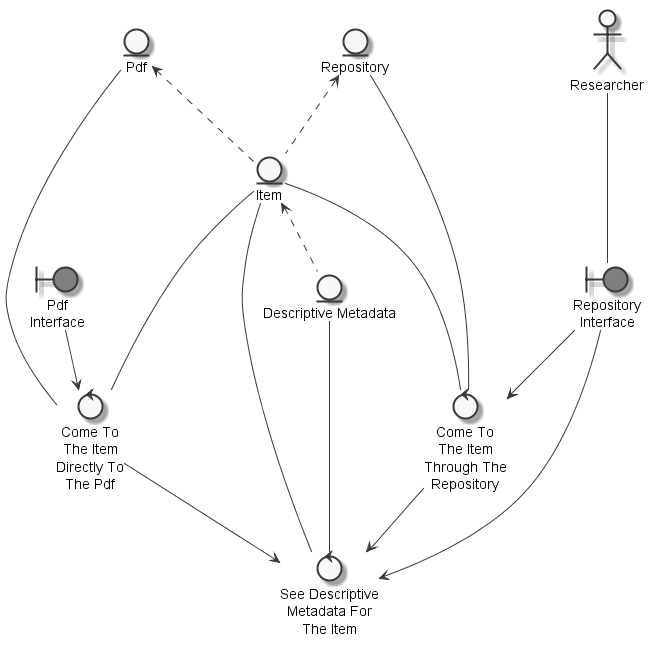 Pdf
Repository
Researcher
Item
Pdf
Interface
Descriptive Metadata
Repository
Interface
Come To
The Item
Directly To
The Pdf
Come To
The Item
Through The
Repository
See Descriptive
Metadata For
The Item